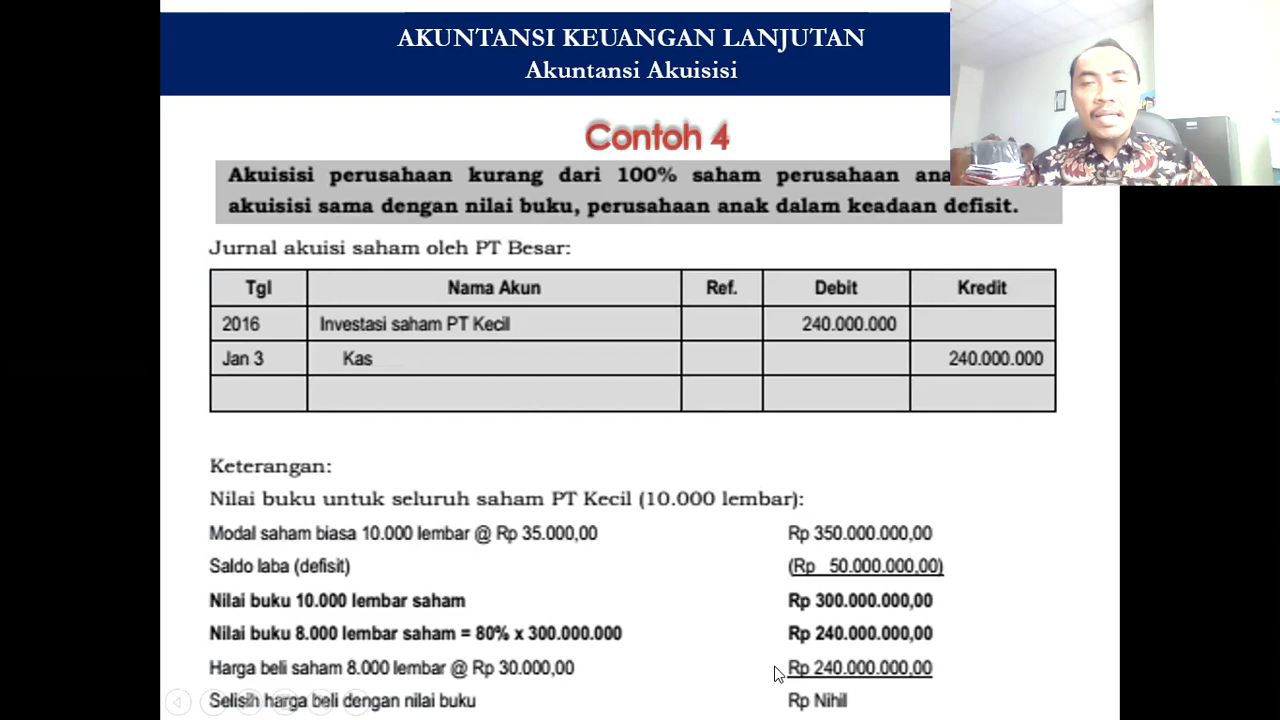 AKUNTANSI KEUANGAN LANJUTAN
Akuntansi Akuisisi
Contoh 4
Akuisisi perusahaan kurang dari 100% saham perusahaan
akuisisi sama dengan nilai buku, perusahaan anak dalam keadaan defisit.
Jurnal akuisi saham oleh PT Besar:
Tgl Nama Akun Ref. Debit Kredit
2016 Investasi saham PT Kecil 240.000.000
Jan 3 Kas 240.000.000
Keterangan:
Nilai buku untuk seluruh saham PT Kecil (10.000 lembar):
Modal saham biasa 10.000 lembar @ Rp 35.000,00 Rp 350.000.000,00
Saldo laba (defisit) (Rp 50.000.000,00)
Nilai buku 10.000 lembar saham Rp 300.000.000,00
Nilai buku 8.000 lembar saham = 80% x 300.000.000 Rp 240.000.000,00
Harga beli saham 8.000 lembar @ Rp 30.000,00 Rp 240.000.000,00
Selisih harga beli dengan nilai buku Rp Nihil